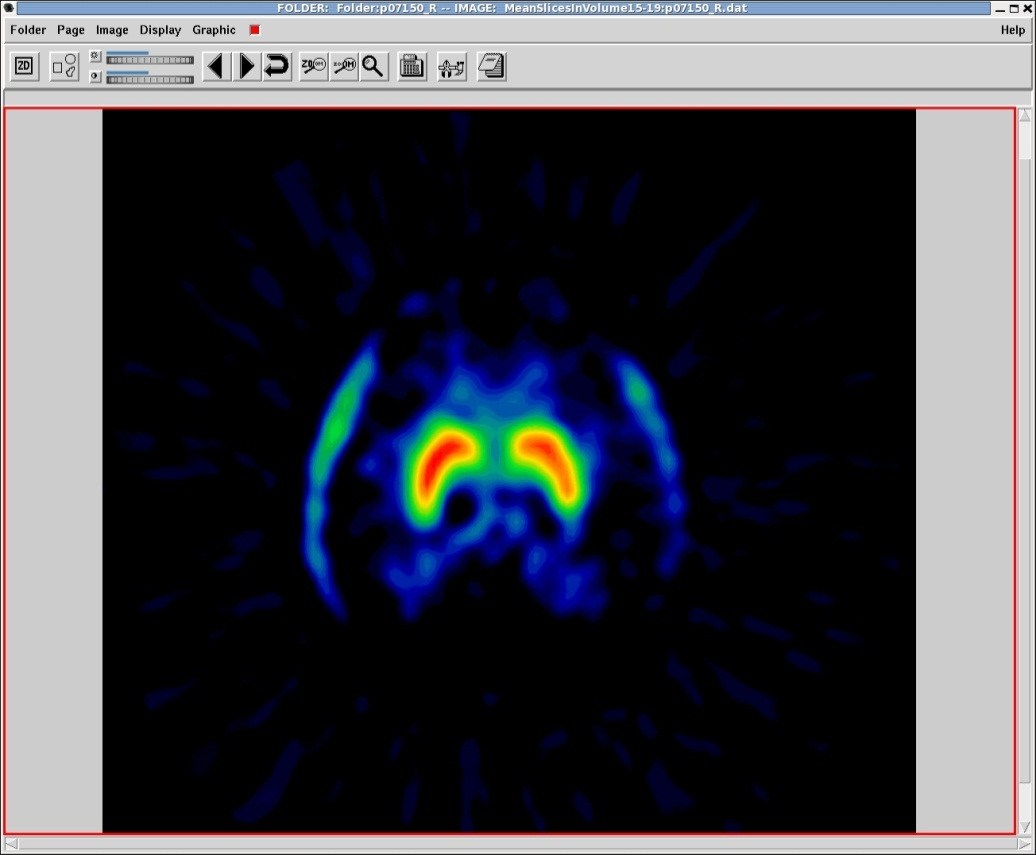 FOLDER: Folder:p07150_R -- IMAGE: MeanSlicesInVolume15-19:p07150_R.dat
Folder Page Image Display Graphic Help
2D